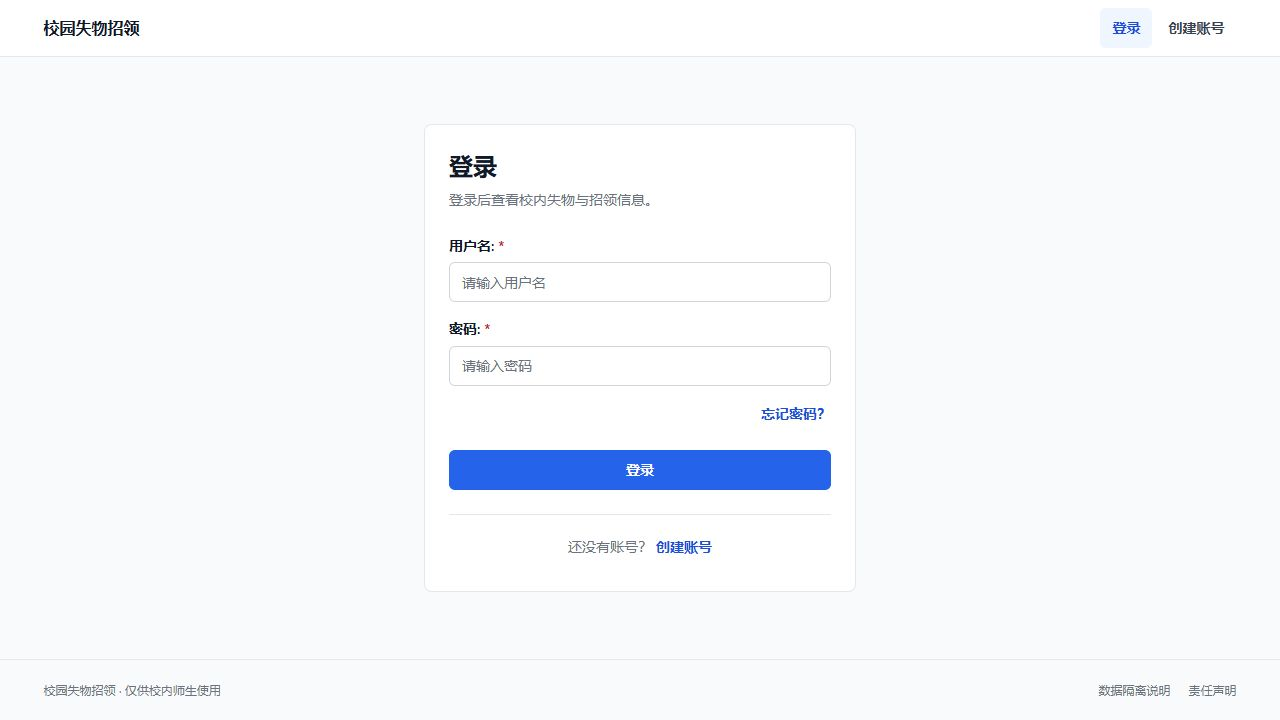 校园失物招领
登录 创建账号
登录
登录后查看校内失物与招领信息。
用户名: *
请输入用户名
密码: *
请输入密码
忘记密码?
登录
还没有账号? 创建账号
校园失物招领 · 仅供校内师生使用
数据隔离说明 责任声明